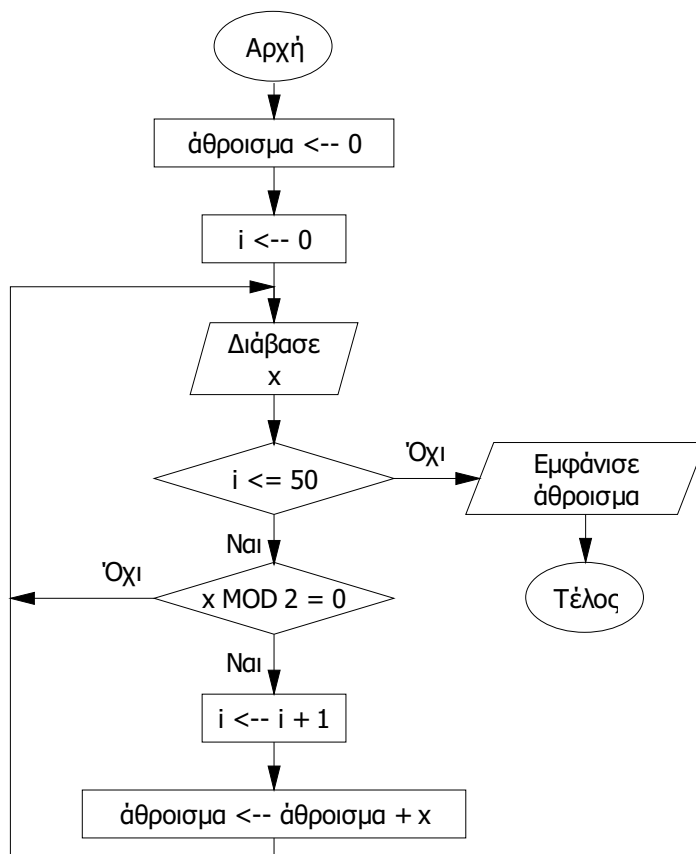 Αρχή
άθροισμα <-- 0
i <-- 0
Διάβασε
x
i <= 50
Όχι
Εμφάνισε
άθροισμα
Τέλος
Ναι
x MOD 2 = 0
Όχι
Ναι
i <-- i + 1
άθροισμα <-- άθροισμα + x